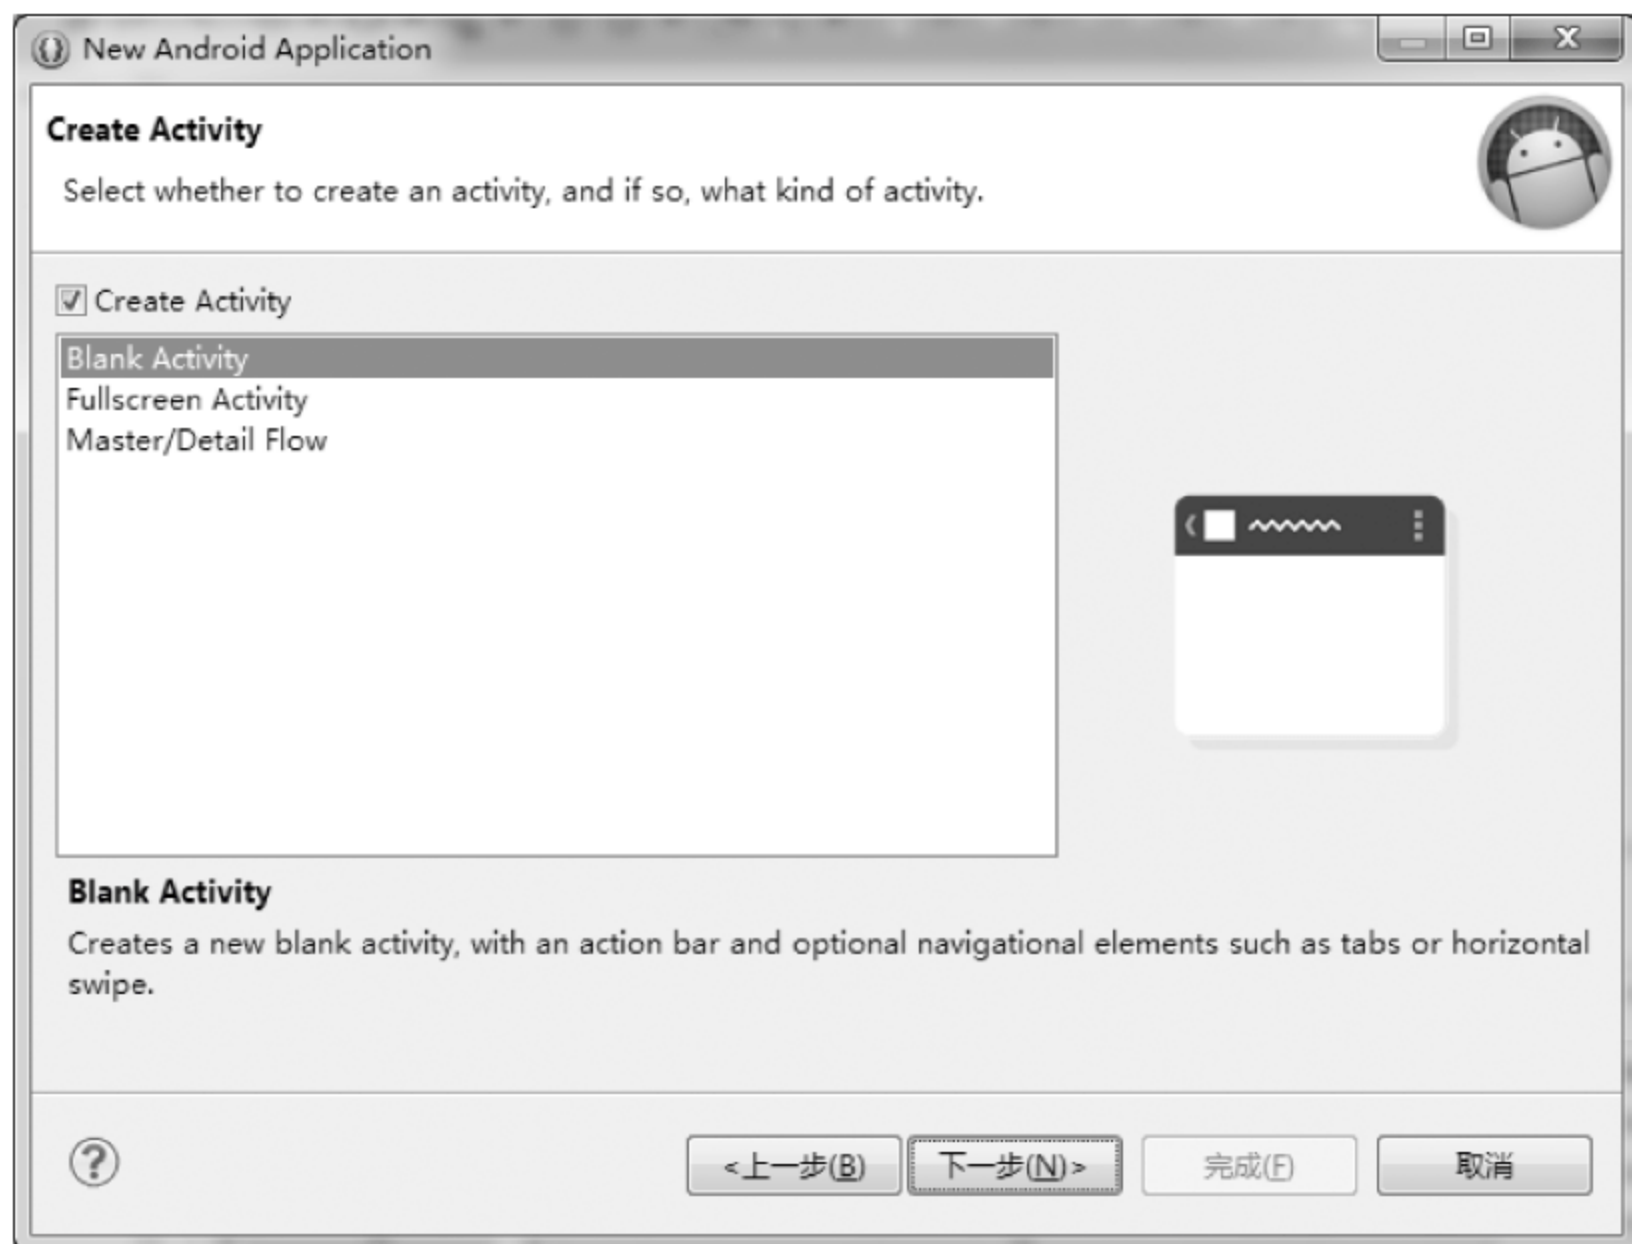 New Android Application
Create Activity
Select whether to create an activity, and if so, what kind of activity.
Create Activity
Blank Activity
Fullscreen Activity
Master/Detail Flow
Blank Activity
Creates a new blank activity, with an action bar and optional navigational elements such as tabs or horizontal
swipe.
<上一步(B) 下一步(N)> 完成(F) 取消